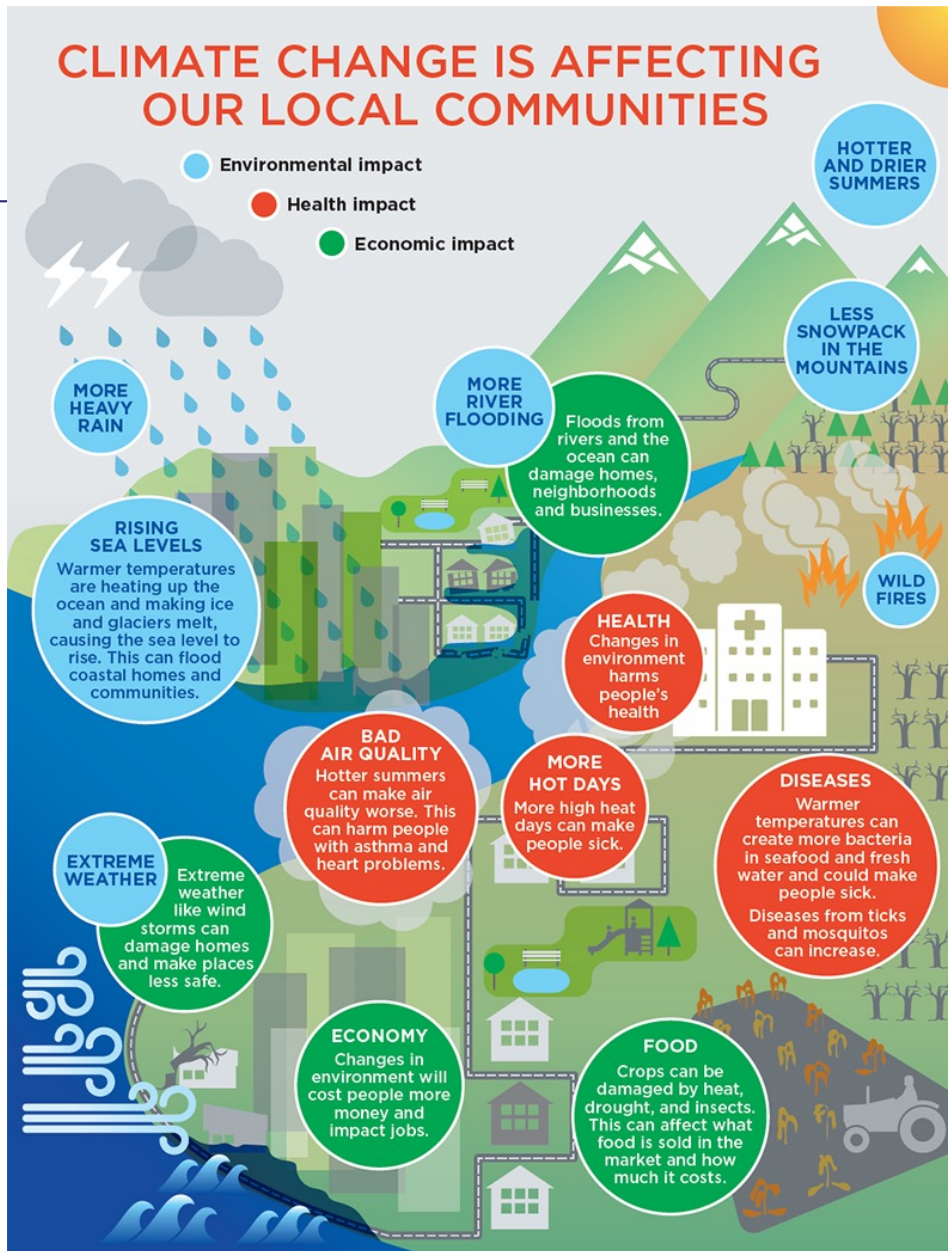 CLIMATE CHANGE IS AFFECTING
OUR LOCAL COMMUNITIES
Environmental impact
Health impact
Economic impact
HOTTER
AND DRIER
SUMMERS
LESS
SNOWPACK
IN THE
MOUNTAINS
MORE
HEAVY
RAIN
MORE
RIVER
FLOODING
Floods from
rivers and the
ocean can
damage homes,
neighborhoods
and businesses.
RISING
SEA LEVELS
Warmer temperatures
are heating up the
ocean and making ice
and glaciers melt,
causing the sea level to
rise. This can flood
coastal homes and
communities.
WILD
FIRES
HEALTH
Changes in
environment
harms
people's
health
BAD
AIR QUALITY
Hotter summers
can make air
quality worse. This
can harm people
with asthma and
heart problems.
MORE
HOT DAYS
More high heat
days can make
people sick.
DISEASES
Warmer
temperatures can
create more bacteria
in seafood and fresh
water and could make
people sick.
Diseases from ticks
and mosquitos
can increase.
EXTREME
WEATHER
Extreme
weather
like wind
storms can
damage homes
and make places
less safe.
ECONOMY
Changes in
environment will
cost people more
money and
impact jobs.
FOOD
Crops can be
damaged by heat,
drought, and insects.
This can affect what
food is sold in the
market and how
much it costs.